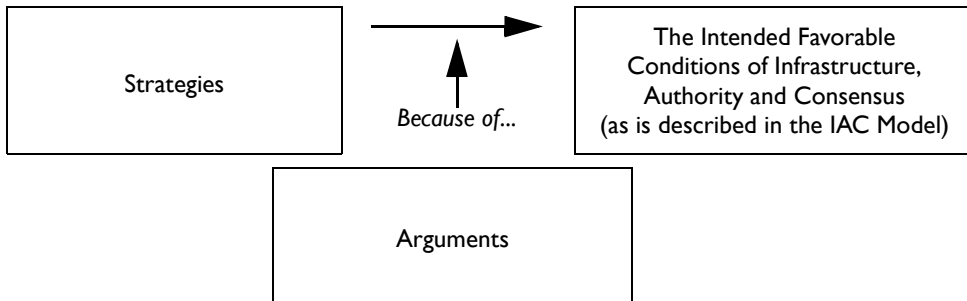 Strategies
Because of...
The Intended Favorable
Conditions of Infrastructure,
Authority and Consensus
(as is described in the IAC Model)
Arguments